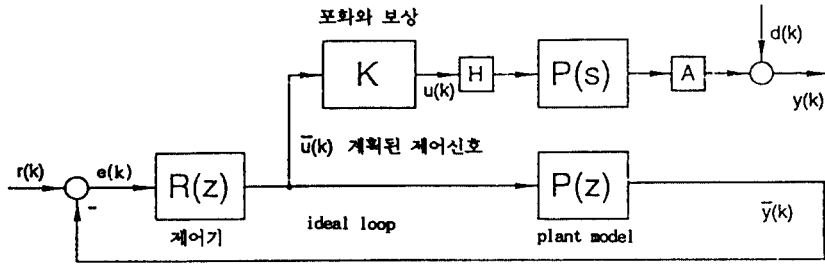 포화와 보상
d(k)
K
H
P(s)
A
u(k)
y(k)
ū(k) 계획된 제어신호
r(k)
e(k)
R(z)
P(z)
-
ȳ(k)
제어기
ideal loop
plant model